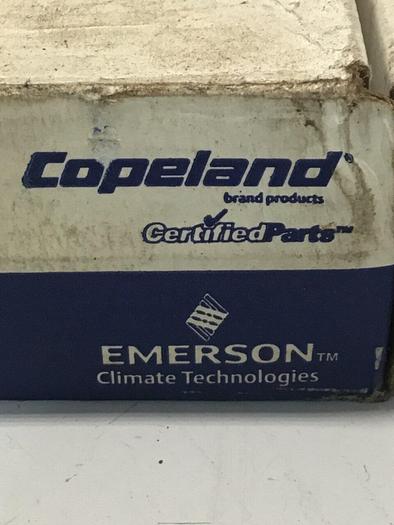 Copeland®
brand products
CertifiedParts™
EMERSON™
Climate Technologies